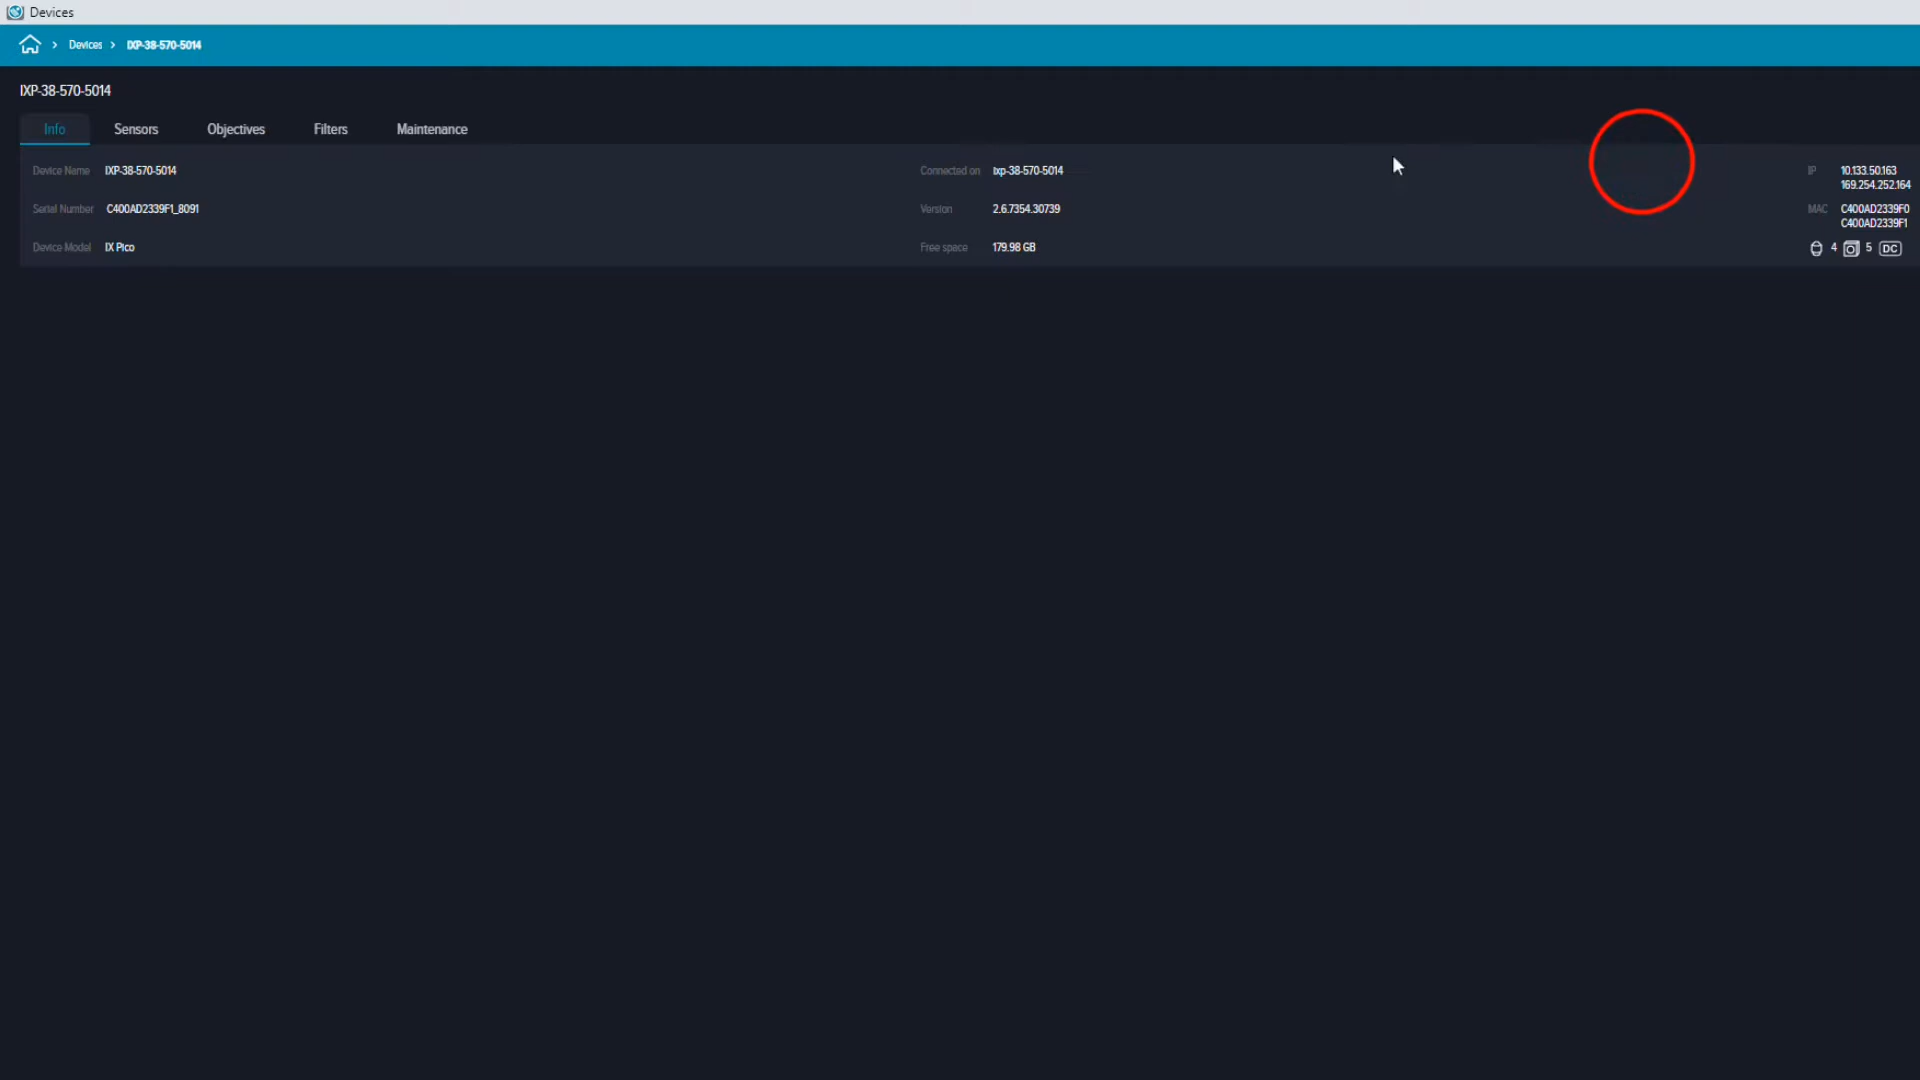 Devices
Devices > IXP-38-570-5014
IXP-38-570-5014
Info Sensors Objectives Filters Maintenance
Device Name IXP-38-570-5014 Connected on ixp-38-570-5014 IP 10.133.50.163
169.254.252.164
Serial Number C400AD2339F1_8091 Version 2.6.7354.30739 MAC C400AD2339F0
C400AD2339F1
Device Model IX Pico Free space 179.98 GB 4 5 DC